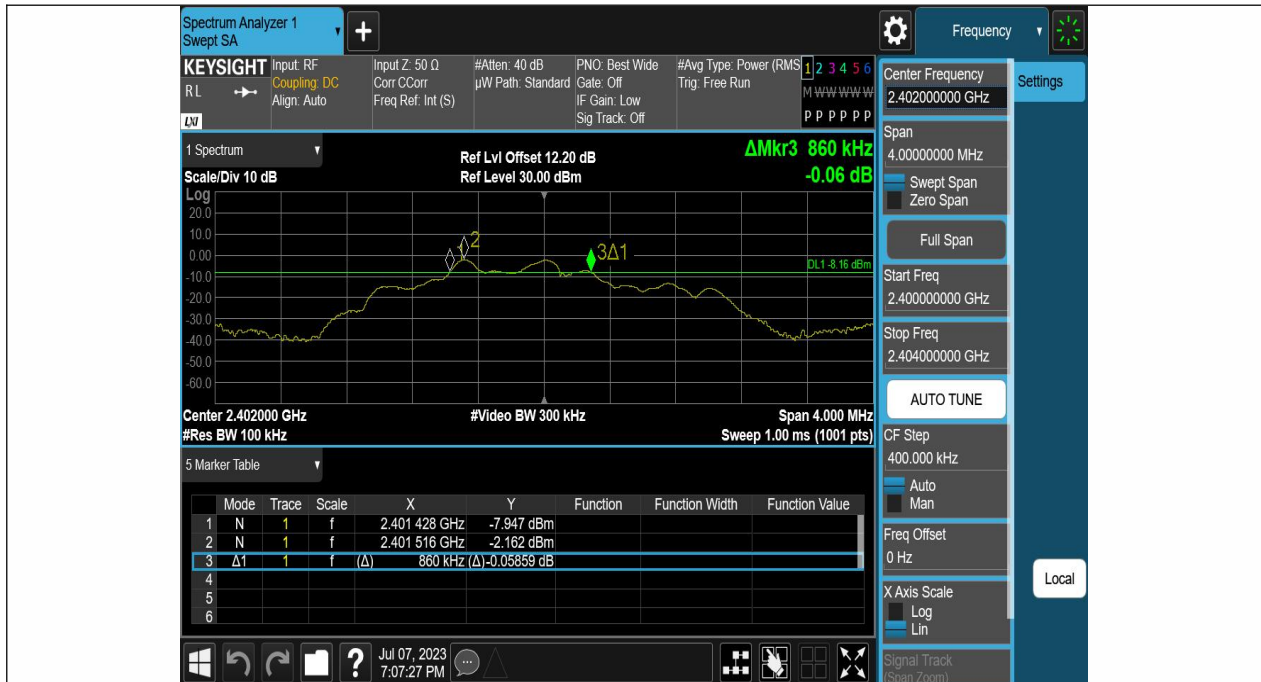 Spectrum Analyzer 1
Swept SA
+
Frequency
KEYSIGHT
R L
LXI
Input: RF
Coupling: DC
Align: Auto
Input Z: 50 Ω
Corr CCorr
Freq Ref: Int (S)
#Atten: 40 dB
µW Path: Standard
PNO: Best Wide
Gate: Off
IF Gain: Low
Sig Track: Off
#Avg Type: Power (RMS
Trig: Free Run
1 2 3 4 5 6
M W W W W W
P P P P P P
1 Spectrum
Scale/Div 10 dB
Ref Lvl Offset 12.20 dB
Ref Level 30.00 dBm
ΔMkr3 860 kHz
-0.06 dB
Log
20.0
10.0
0.00
-10.0
-20.0
-30.0
-40.0
-50.0
-60.0
2
3Δ1
DL1 -8.16 dBm
Center 2.402000 GHz
#Video BW 300 kHz
Span 4.000 MHz
#Res BW 100 kHz
Sweep 1.00 ms (1001 pts)
5 Marker Table
Mode Trace Scale X Y Function Function Width Function Value
1 N 1 f 2.401 428 GHz -7.947 dBm
2 N 1 f 2.401 516 GHz -2.162 dBm
3 Δ1 1 f (Δ) 860 kHz (Δ) -0.05859 dB
4
5
6
?
Jul 07, 2023
7:07:27 PM
Center Frequency
2.402000000 GHz
Settings
Span
4.00000000 MHz
Swept Span
Zero Span
Full Span
Start Freq
2.400000000 GHz
Stop Freq
2.404000000 GHz
AUTO TUNE
CF Step
400.000 kHz
Auto
Man
Freq Offset
0 Hz
X Axis Scale
Log
Lin
Signal Track
(Span Zoom)
Local